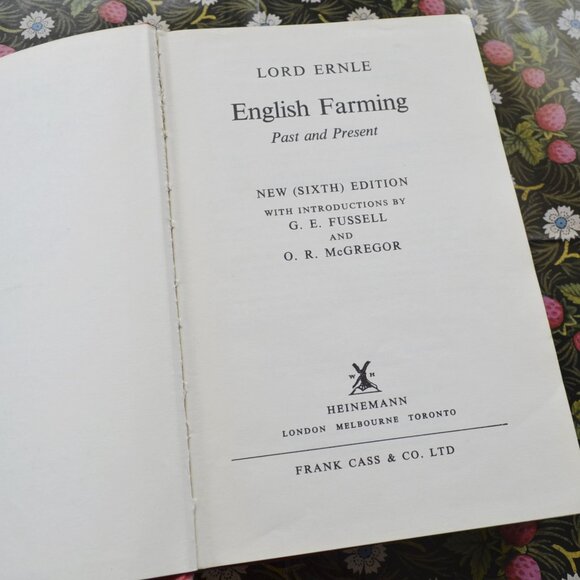 LORD ERNLE
English Farming
Past and Present
NEW (SIXTH) EDITION
WITH INTRODUCTIONS BY
G. E. FUSSELL
AND
O. R. McGREGOR
W H
HEINEMANN
LONDON MELBOURNE TORONTO
FRANK CASS & CO. LTD